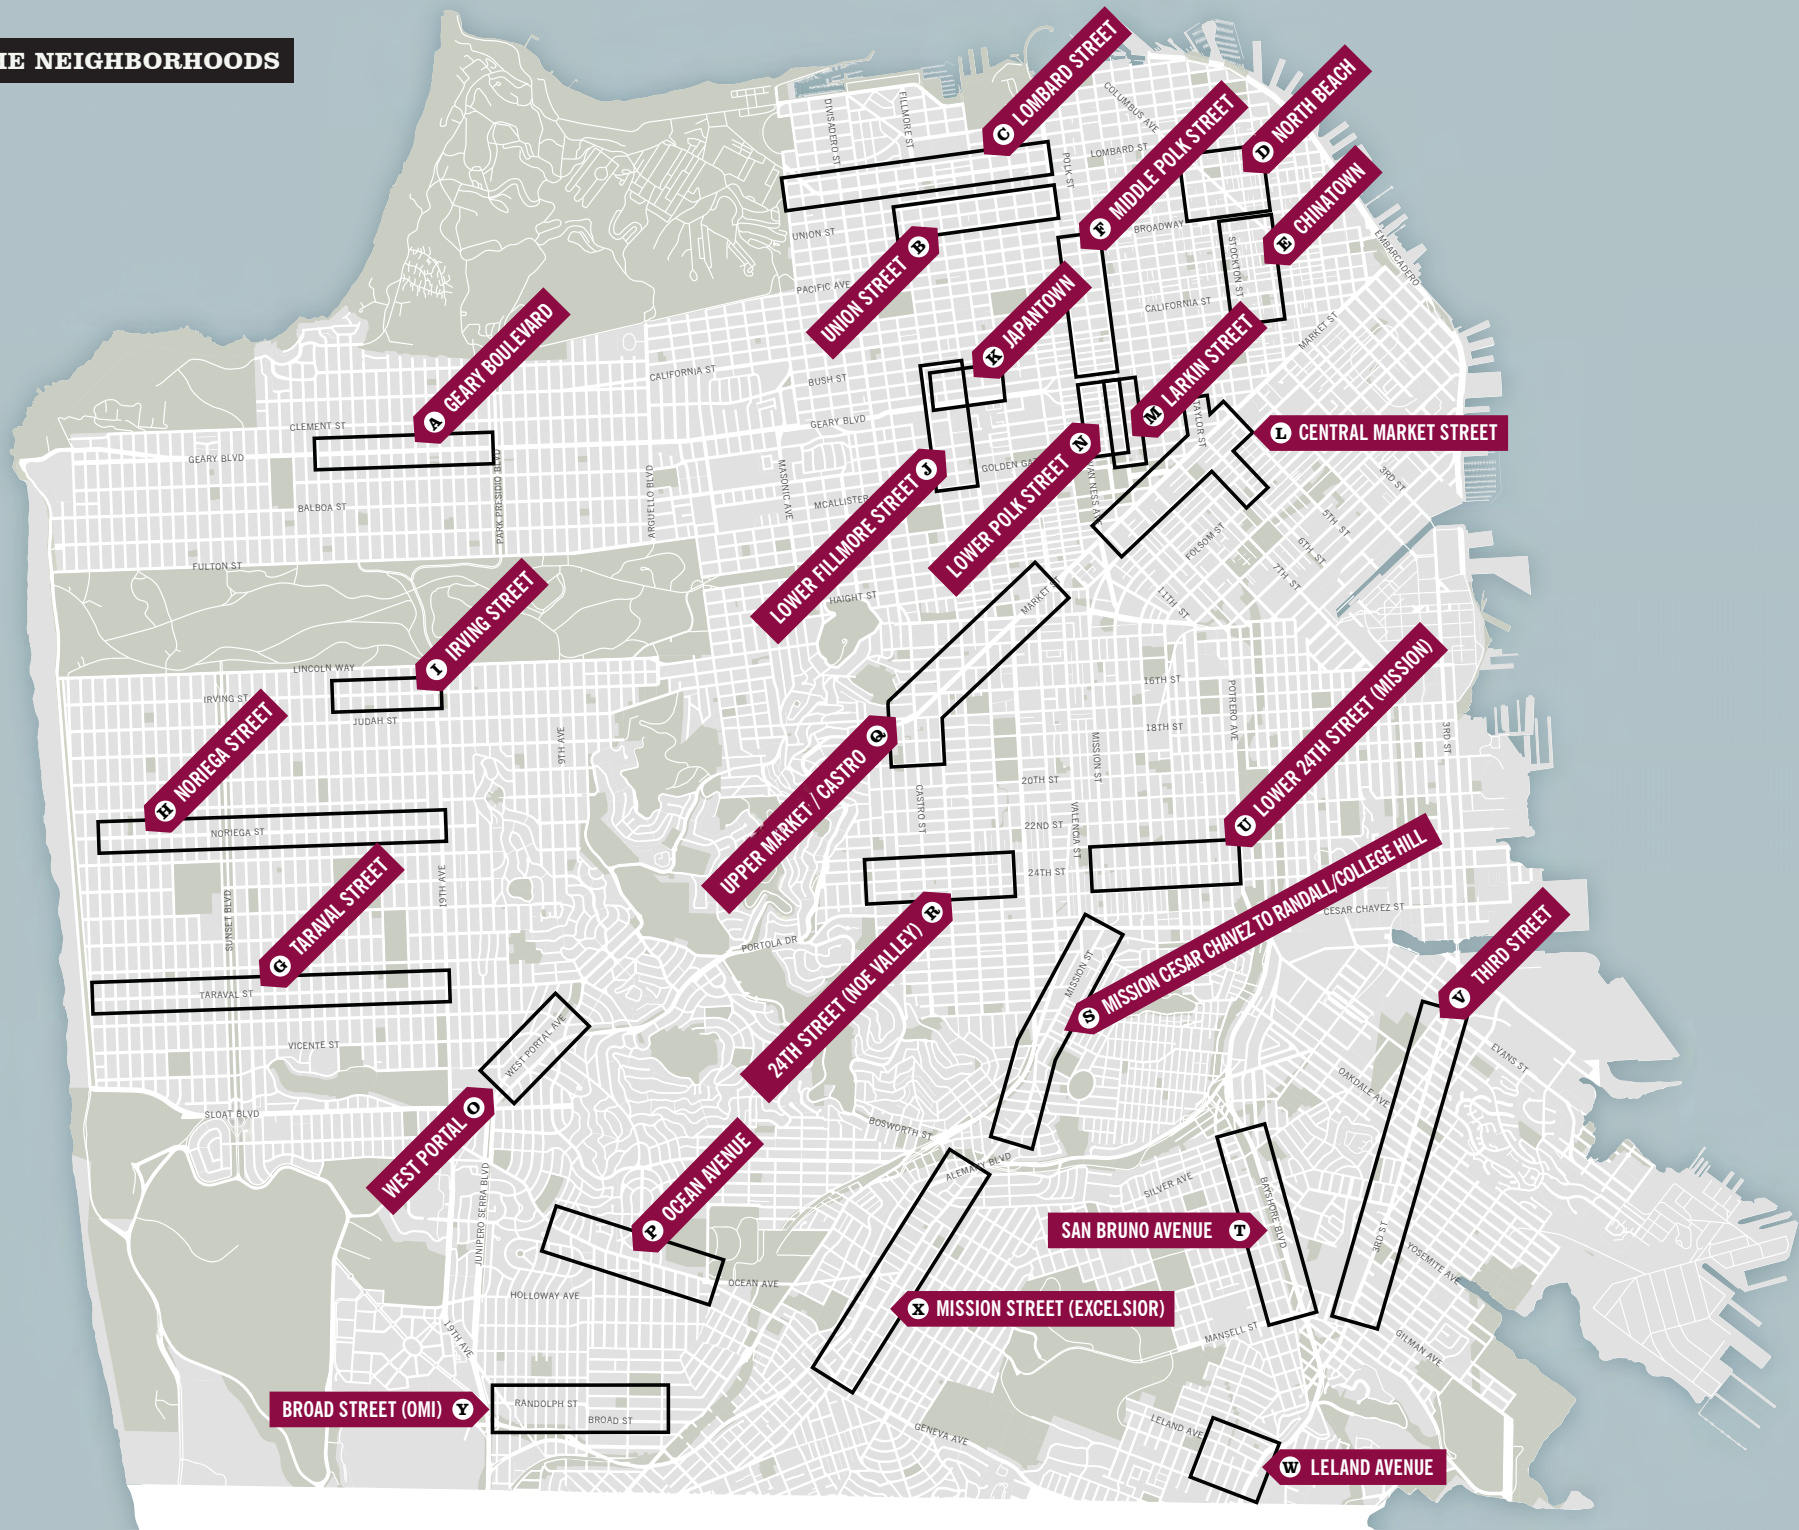 IE NEIGHBORHOODS
C LOMBARD STREET
D NORTH BEACH
F MIDDLE POLK STREET
E CHINATOWN
B UNION STREET
K JAPANTOWN
A GEARY BOULEVARD
M LARKIN STREET
L CENTRAL MARKET STREET
LOWER FILLMORE STREET J
LOWER POLK STREET N
I IRVING STREET
H NORIEGA STREET
UPPER MARKET / CASTRO Q
U LOWER 24TH STREET (MISSION)
G TARAVAL STREET
24TH STREET (NOE VALLEY) R
S MISSION CESAR CHAVEZ TO RANDALL/COLLEGE HILL
V THIRD STREET
WEST PORTAL O
P OCEAN AVENUE
SAN BRUNO AVENUE T
X MISSION STREET (EXCELSIOR)
BROAD STREET (OMI) Y
W LELAND AVENUE
DIVISADERO ST
FILLMORE ST
COLUMBUS AVE
LOMBARD ST
POLK ST
UNION ST
BROADWAY
STOCKTON ST
EMBARCADERO
PACIFIC AVE
CALIFORNIA ST
MARKET ST
CALIFORNIA ST
BUSH ST
GEARY BLVD
CLEMENT ST
GEARY BLVD
TAYLOR ST
BALBOA ST
PARK PRESIDIO BLVD
ARGUELLO BLVD
MASONIC AVE
MCALLISTER
VAN NESS AVE
3RD ST
5TH ST
6TH ST
7TH ST
FOLSOM ST
11TH ST
FULTON ST
HAIGHT ST
MARKET
LINCOLN WAY
IRVING ST
JUDAH ST
9TH AVE
16TH ST
18TH ST
POTRERO AVE
3RD ST
MISSION ST
20TH ST
CASTRO ST
22ND ST
VALENCIA ST
24TH ST
NORIEGA ST
19TH AVE
SUNSET BLVD
CESAR CHAVEZ ST
PORTOLA DR
MISSION ST
TARAVAL ST
WEST PORTAL AVE
VICENTE ST
EVANS ST
OAKDALE AVE
SLOAT BLVD
BOSWORTH ST
ALEMANY BLVD
SILVER AVE
BAYSHORE BLVD
JUNIPERO SERRA BLVD
3RD ST
YOSEMITE AVE
OCEAN AVE
HOLLOWAY AVE
19TH AVE
MANSELL ST
GILMAN AVE
RANDOLPH ST
BROAD ST
GENEVA AVE
LELAND AVE